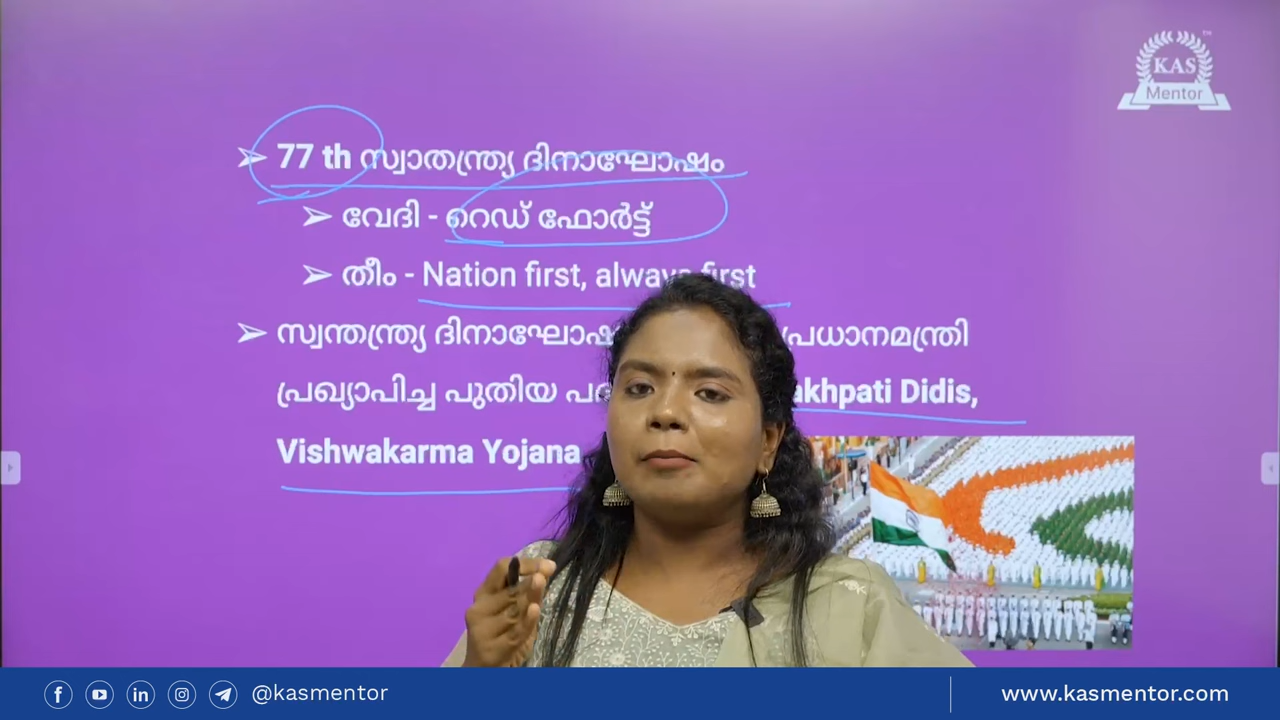 KAS
Mentor
77 th സ്വാതന്ത്ര്യ ദിനാഘോഷം
വേദി - റെഡ് ഫോർട്ട്
തീം - Nation first, always first
സ്വന്തന്ത്ര്യ ദിനാഘോഷ പ്രധാനമന്ത്രി
പ്രഖ്യാപിച്ച പുതിയ akhpati Didis,
Vishwakarma Yojana
@kasmentor
www.kasmentor.com